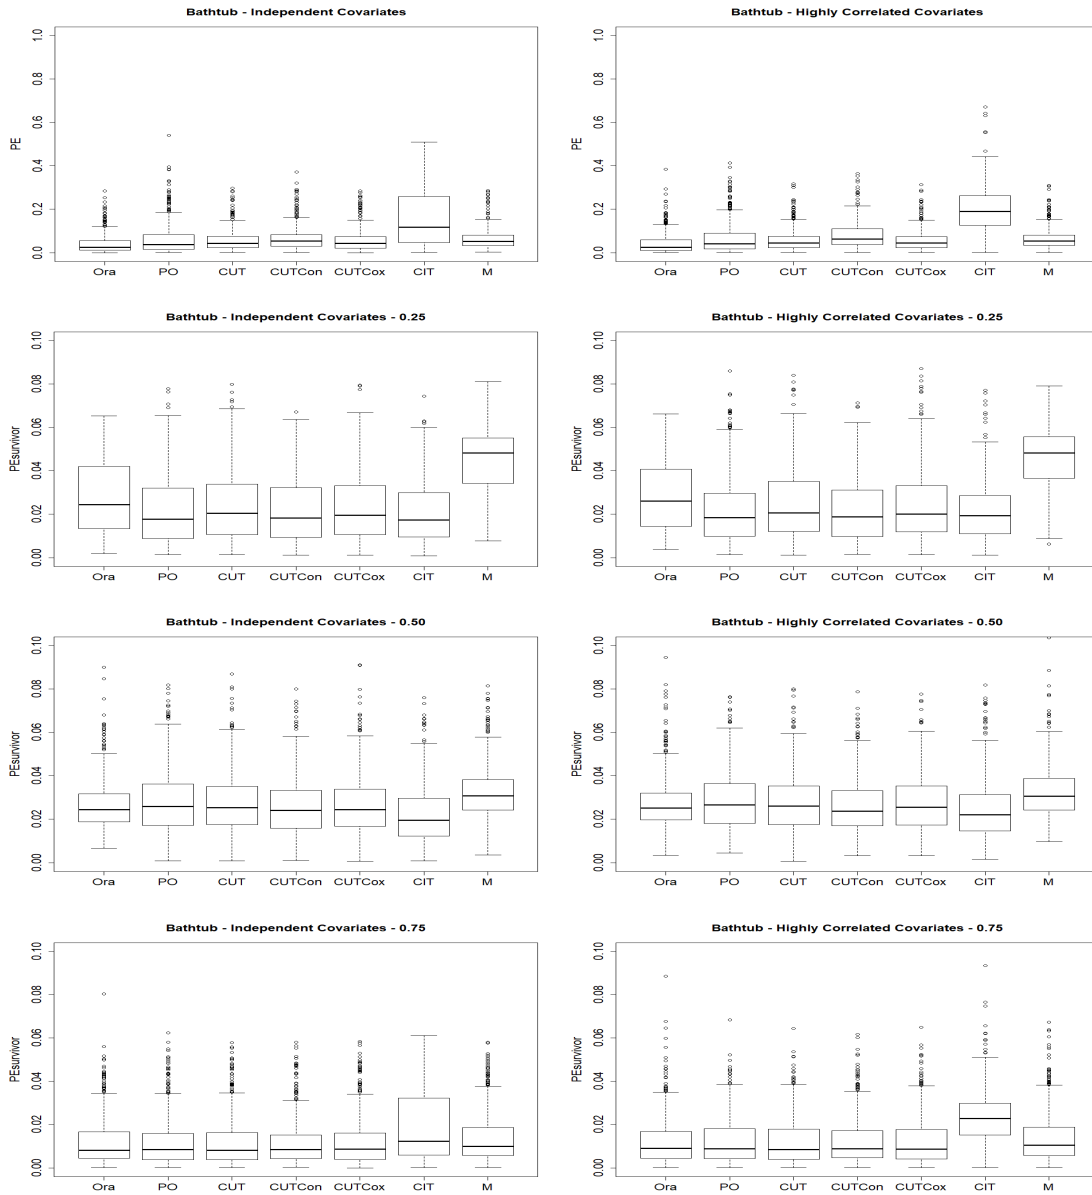 Bathtub - Independent Covariates
PE
0.0 0.2 0.4 0.6 0.8 1.0
Ora PO CUT CUTCon CUTCox CIT M
Bathtub - Highly Correlated Covariates
PE
0.0 0.2 0.4 0.6 0.8 1.0
Ora PO CUT CUTCon CUTCox CIT M
Bathtub - Independent Covariates - 0.25
PEsurvivor
0.00 0.02 0.04 0.06 0.08 0.10
Ora PO CUT CUTCon CUTCox CIT M
Bathtub - Highly Correlated Covariates - 0.25
PEsurvivor
0.00 0.02 0.04 0.06 0.08 0.10
Ora PO CUT CUTCon CUTCox CIT M
Bathtub - Independent Covariates - 0.50
PEsurvivor
0.00 0.02 0.04 0.06 0.08 0.10
Ora PO CUT CUTCon CUTCox CIT M
Bathtub - Highly Correlated Covariates - 0.50
PEsurvivor
0.00 0.02 0.04 0.06 0.08 0.10
Ora PO CUT CUTCon CUTCox CIT M
Bathtub - Independent Covariates - 0.75
PEsurvivor
0.00 0.02 0.04 0.06 0.08 0.10
Ora PO CUT CUTCon CUTCox CIT M
Bathtub - Highly Correlated Covariates - 0.75
PEsurvivor
0.00 0.02 0.04 0.06 0.08 0.10
Ora PO CUT CUTCon CUTCox CIT M